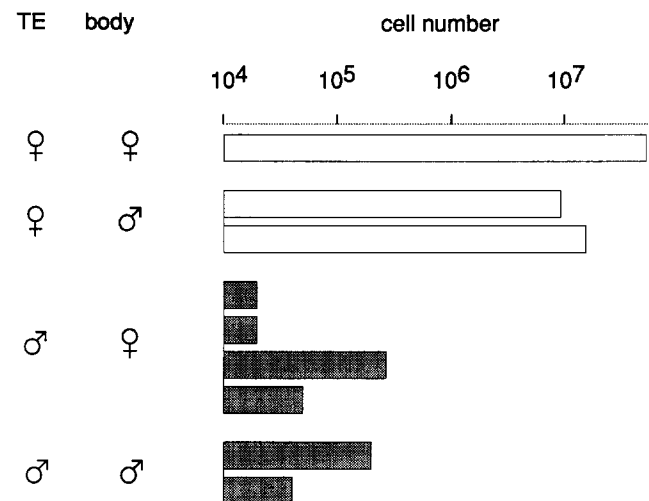 TE body cell number
10⁴ 10⁵ 10⁶ 10⁷
♀ ♀
♀ ♂
♂ ♀
♂ ♂